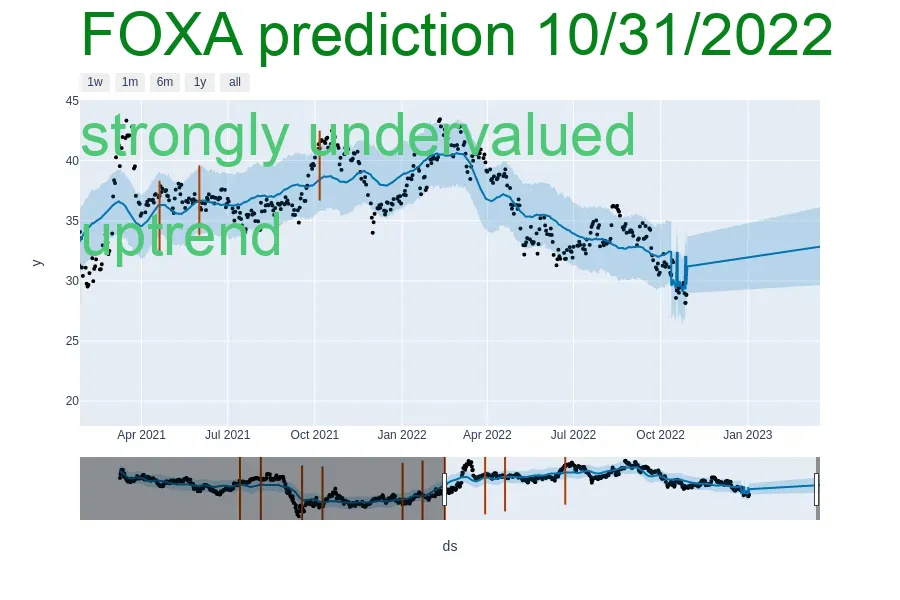 FOXA prediction 10/31/2022
1w 1m 6m 1y all
45
strongly undervalued
40
35
uptrend
y
30
25
20
Apr 2021 Jul 2021 Oct 2021 Jan 2022 Apr 2022 Jul 2022 Oct 2022 Jan 2023
ds